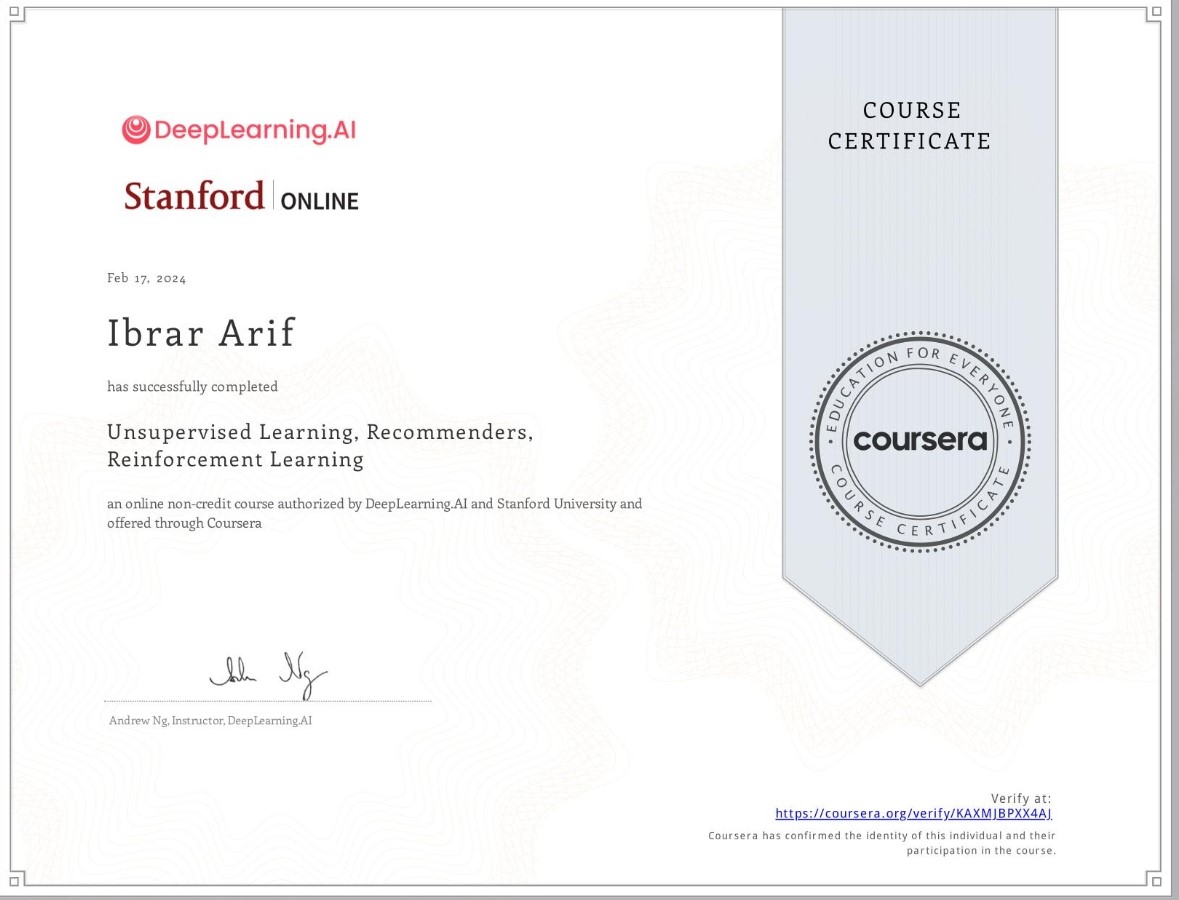 DeepLearning.AI
Stanford ONLINE
Feb 17, 2024
Ibrar Arif
has successfully completed
Unsupervised Learning, Recommenders,
Reinforcement Learning
an online non-credit course authorized by DeepLearning.AI and Stanford University and
offered through Coursera
Andrew Ng
Andrew Ng, Instructor, DeepLearning.AI
COURSE
CERTIFICATE
EDUCATION FOR EVERYONE
coursera
COURSE CERTIFICATE
Verify at:
https://coursera.org/verify/KAXMJBPXX4AJ
Coursera has confirmed the identity of this individual and their
participation in the course.